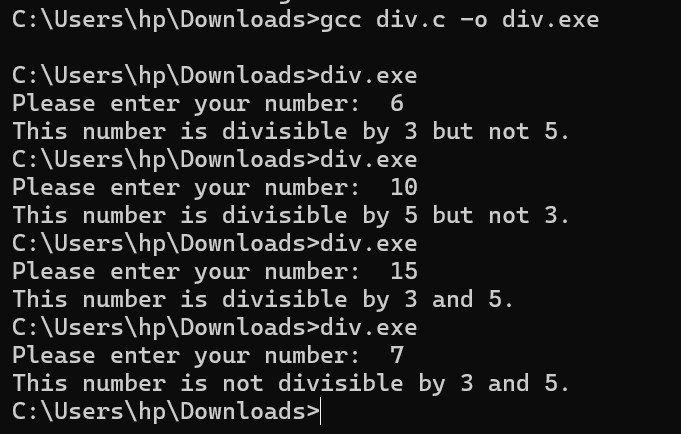 C:\Users\hp\Downloads>gcc div.c -o div.exe
C:\Users\hp\Downloads>div.exe
Please enter your number:  6
This number is divisible by 3 but not 5.
C:\Users\hp\Downloads>div.exe
Please enter your number:  10
This number is divisible by 5 but not 3.
C:\Users\hp\Downloads>div.exe
Please enter your number:  15
This number is divisible by 3 and 5.
C:\Users\hp\Downloads>div.exe
Please enter your number:  7
This number is not divisible by 3 and 5.
C:\Users\hp\Downloads>